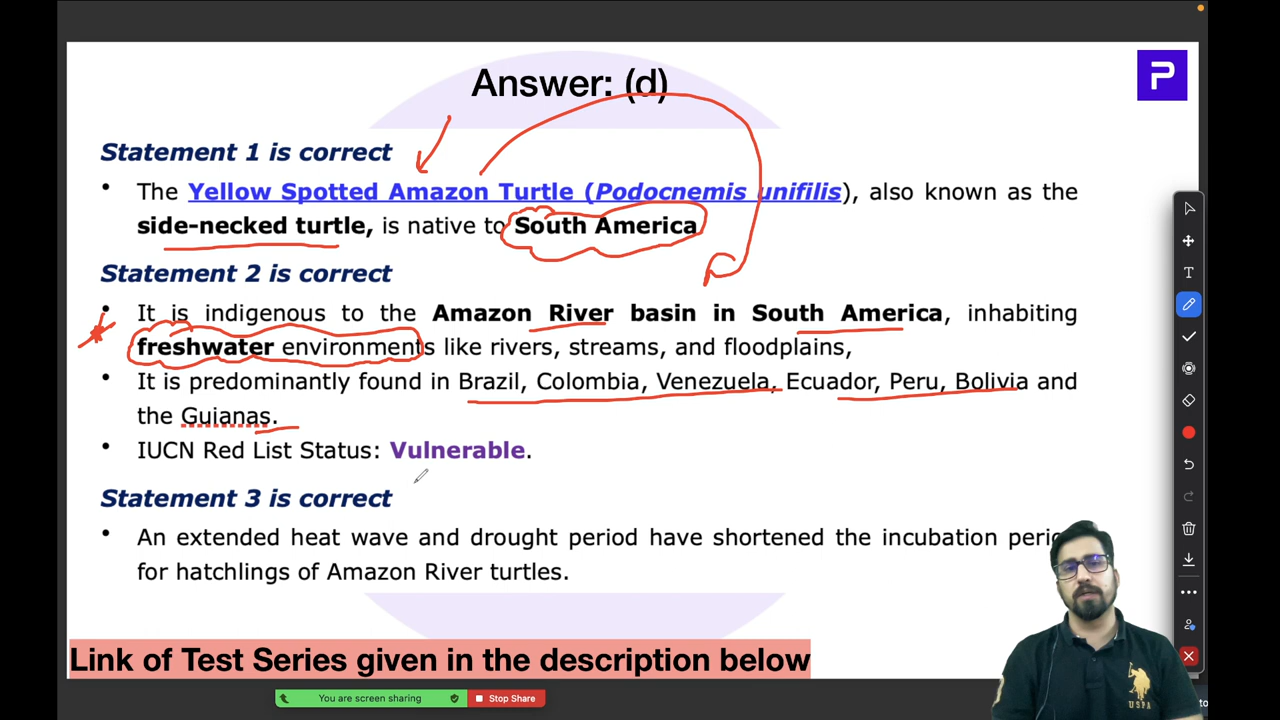 Answer: (d)
P
Statement 1 is correct
• The Yellow Spotted Amazon Turtle (Podocnemis unifilis), also known as the
side-necked turtle, is native to South America
Statement 2 is correct
• It is indigenous to the Amazon River basin in South America, inhabiting
freshwater environments like rivers, streams, and floodplains,
• It is predominantly found in Brazil, Colombia, Venezuela, Ecuador, Peru, Bolivia and
the Guianas.
• IUCN Red List Status: Vulnerable.
Statement 3 is correct
• An extended heat wave and drought period have shortened the incubation perio
for hatchlings of Amazon River turtles.
Link of Test Series given in the description below
You are screen sharing
Stop Share
T
USPA
to